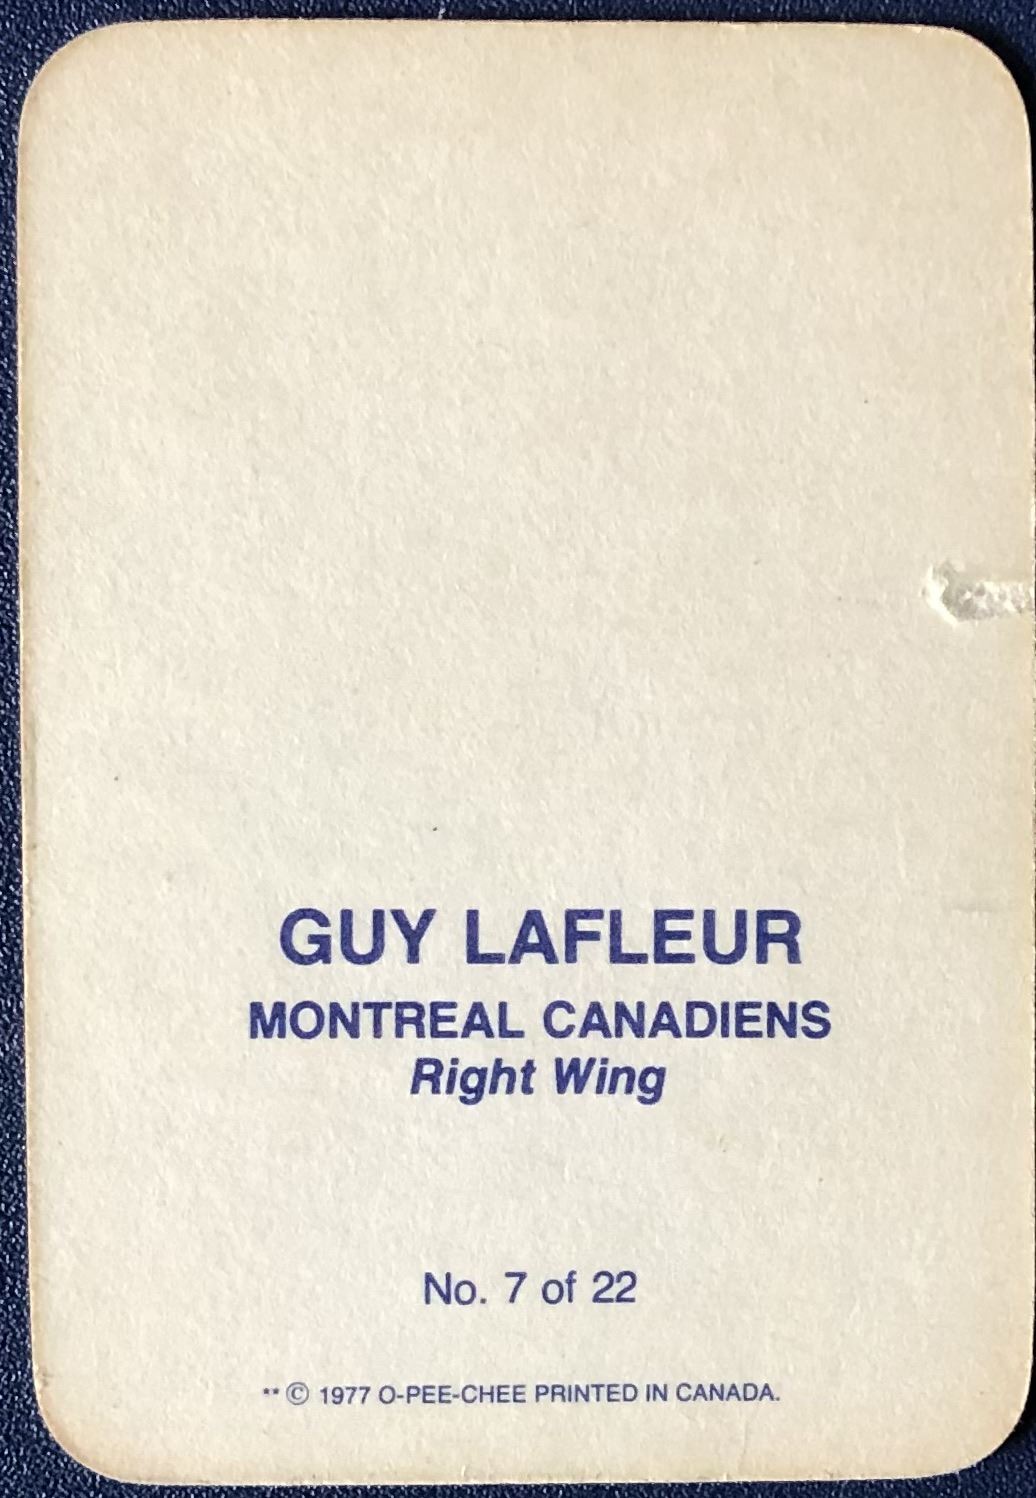 GUY LAFLEUR
MONTREAL CANADIENS
Right Wing
No. 7 of 22
** © 1977 O-PEE-CHEE PRINTED IN CANADA.